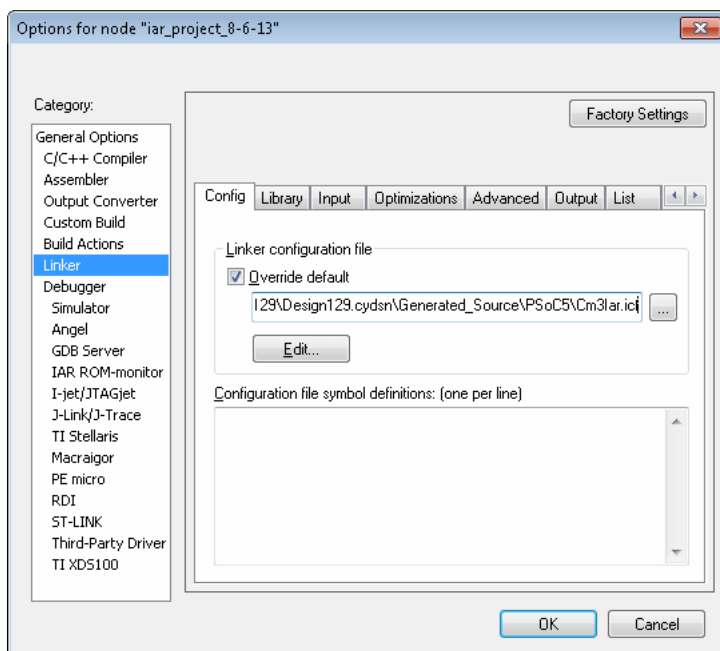 Options for node "iar_project_8-6-13"
Category:
General Options
C/C++ Compiler
Assembler
Output Converter
Custom Build
Build Actions
Linker
Debugger
Simulator
Angel
GDB Server
IAR ROM-monitor
I-jet/JTAGjet
J-Link/J-Trace
TI Stellaris
Macraigor
PE micro
RDI
ST-LINK
Third-Party Driver
TI XDS100
Factory Settings
Config Library Input Optimizations Advanced Output List
Linker configuration file
Override default
129\Design129.cydsn\Generated_Source\PSoC5\Cm3Iar.icf
...
Edit...
Configuration file symbol definitions: (one per line)
OK Cancel